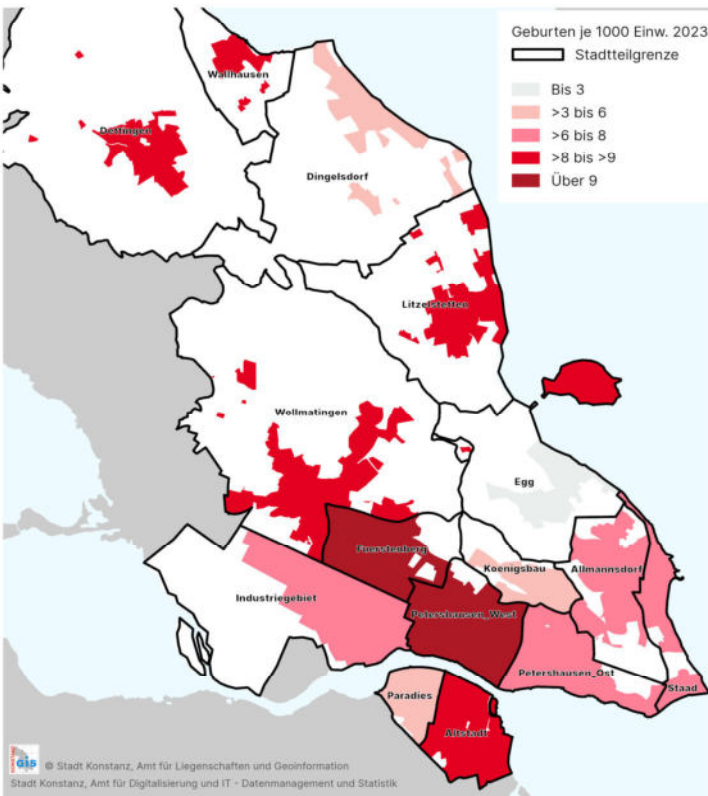 Geburten je 1000 Einw. 2023
Stadtteilgrenze
Bis 3
>3 bis 6
>6 bis 8
>8 bis >9
Über 9
Wallhausen
Dettingen
Dingelsdorf
Litzelstetten
Wollmatingen
Egg
Fuerstenberg
Koenigsbau
Allmannsdorf
Industriegebiet
Petershausen_West
Petershausen_Ost
Staad
Paradies
Altstadt
GIS
© Stadt Konstanz, Amt für Liegenschaften und Geoinformation
Stadt Konstanz, Amt für Digitalisierung und IT - Datenmanagement und Statistik